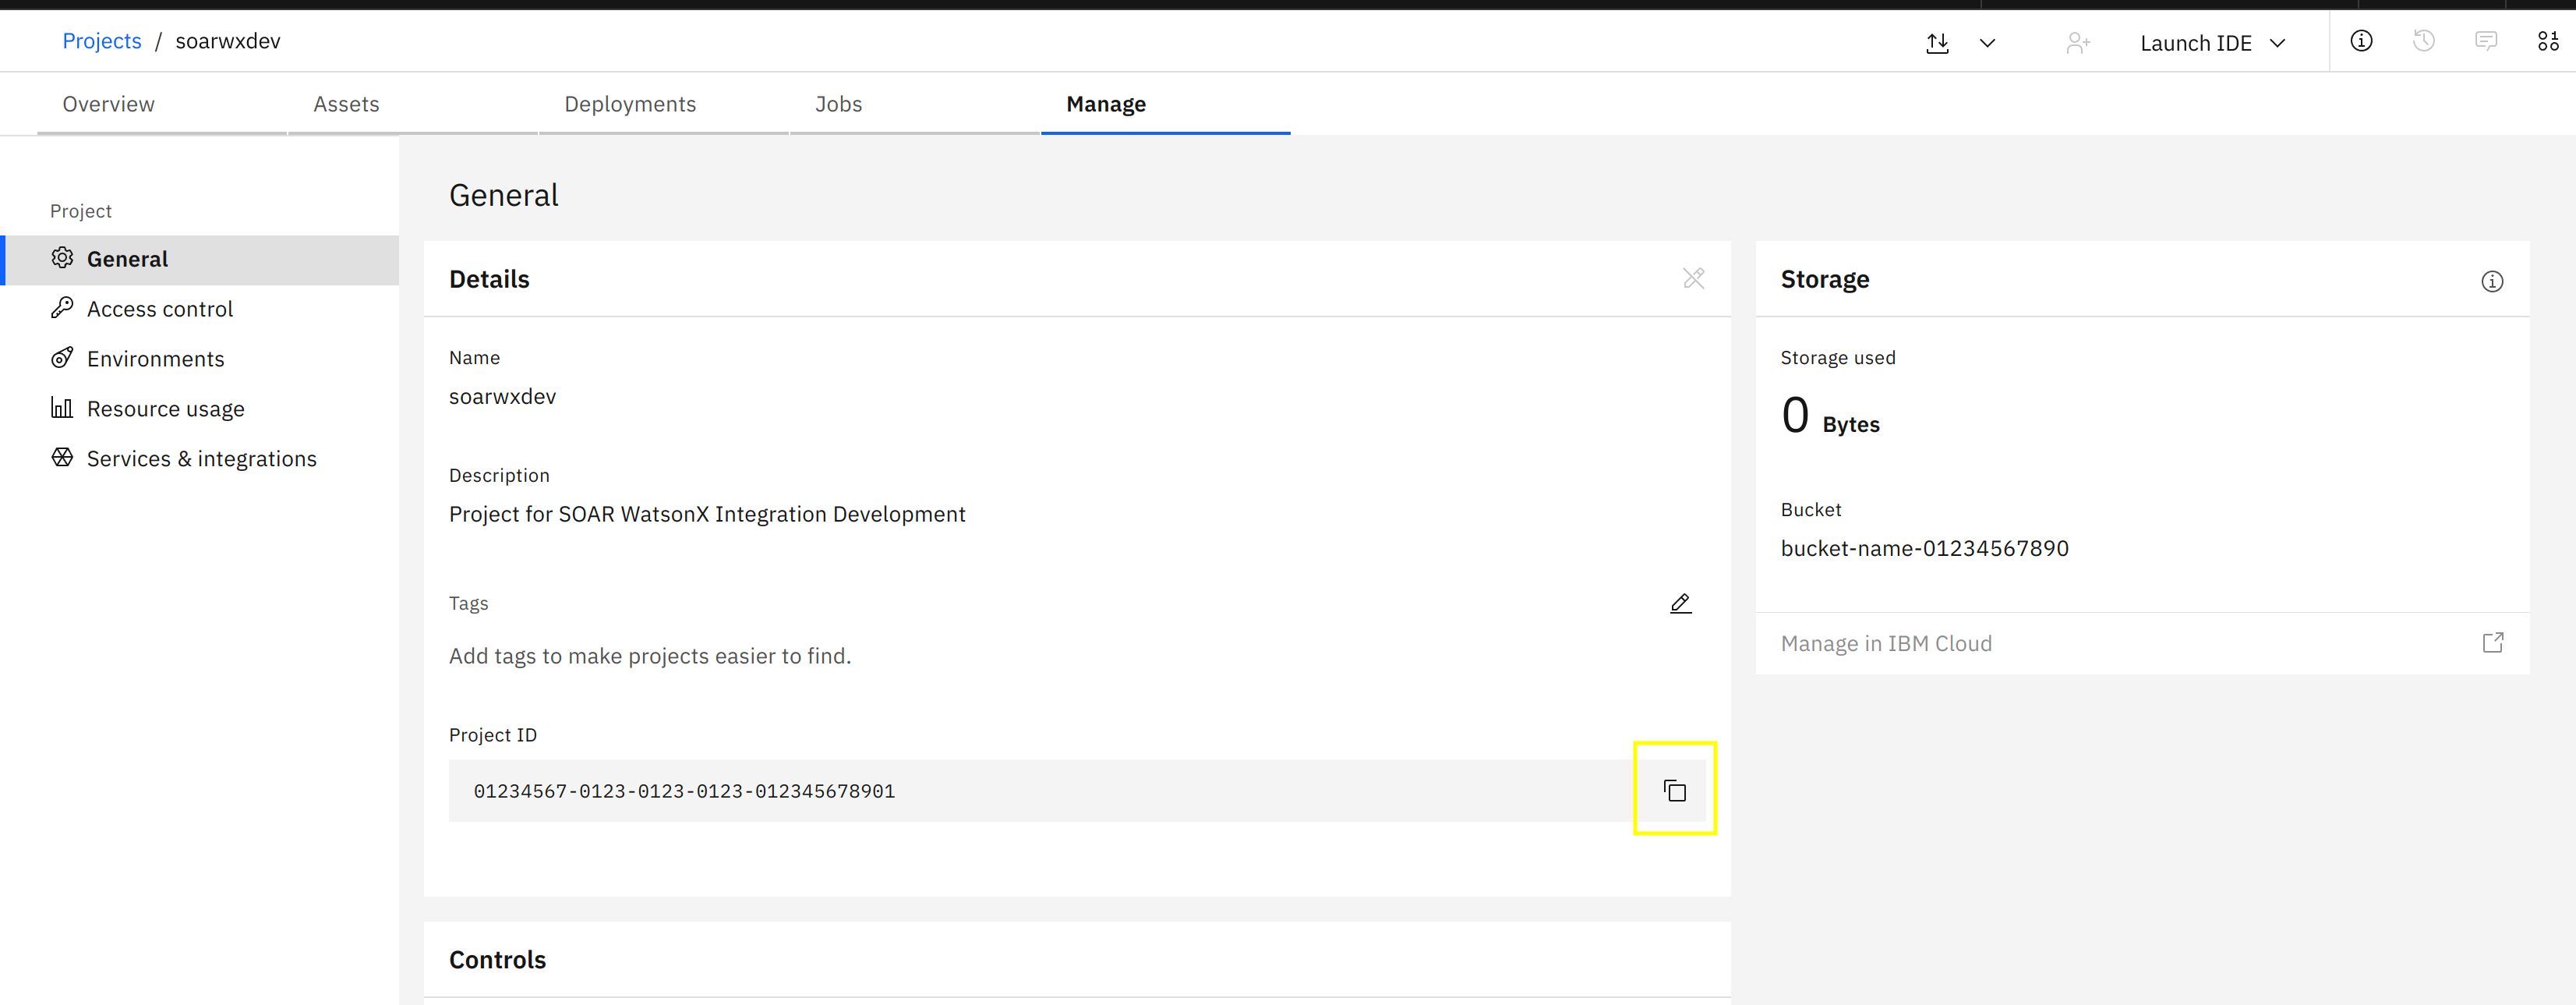 Projects / soarwxdev
Launch IDE
Overview
Assets
Deployments
Jobs
Manage
Project
General
Access control
Environments
Resource usage
Services & integrations
General
Details
Name
soarwxdev
Description
Project for SOAR WatsonX Integration Development
Tags
Add tags to make projects easier to find.
Project ID
01234567-0123-0123-0123-012345678901
Controls
Storage
Storage used
0 Bytes
Bucket
bucket-name-01234567890
Manage in IBM Cloud